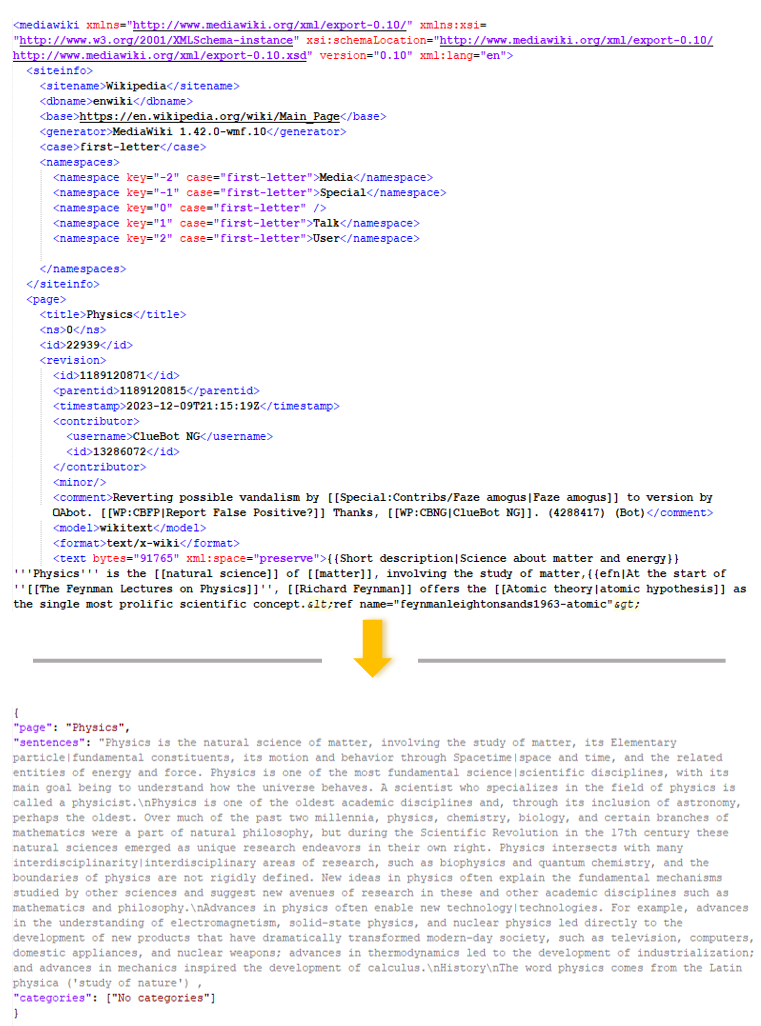 <mediawiki xmlns="http://www.mediawiki.org/xml/export-0.10/" xmlns:xsi=
"http://www.w3.org/2001/XMLSchema-instance" xsi:schemaLocation="http://www.mediawiki.org/xml/export-0.10/
http://www.mediawiki.org/xml/export-0.10.xsd" version="0.10" xml:lang="en">
<siteinfo>
<sitename>Wikipedia</sitename>
<dbname>enwiki</dbname>
<base>https://en.wikipedia.org/wiki/Main_Page</base>
<generator>MediaWiki 1.42.0-wmf.10</generator>
<case>first-letter</case>
<namespaces>
<namespace key="-2" case="first-letter">Media</namespace>
<namespace key="-1" case="first-letter">Special</namespace>
<namespace key="0" case="first-letter" />
<namespace key="1" case="first-letter">Talk</namespace>
<namespace key="2" case="first-letter">User</namespace>
</namespaces>
</siteinfo>
<page>
<title>Physics</title>
<ns>0</ns>
<id>22939</id>
<revision>
<id>1189120871</id>
<parentid>1189120815</parentid>
<timestamp>2023-12-09T21:15:19Z</timestamp>
<contributor>
<username>ClueBot NG</username>
<id>13286072</id>
</contributor>
<minor/>
<comment>Reverting possible vandalism by [[Special:Contribs/Faze amogus|Faze amogus]] to version by
OAbot. [[WP:CBFP|Report False Positive?]] Thanks, [[WP:CBNG|ClueBot NG]]. (4288417) (Bot)</comment>
<model>wikitext</model>
<format>text/x-wiki</format>
<text bytes="91765" xml:space="preserve">{{Short description|Science about matter and energy}}
'''Physics''' is the [[natural science]] of [[matter]], involving the study of matter,{{efn|At the start of
''[[The Feynman Lectures on Physics]]'', [[Richard Feynman]] offers the [[Atomic theory|atomic hypothesis]] as
the single most prolific scientific concept.&lt;ref name="feynmanleightonsands1963-atomic"&gt;
{
"page": "Physics",
"sentences": "Physics is the natural science of matter, involving the study of matter, its Elementary
particle|fundamental constituents, its motion and behavior through Spacetime|space and time, and the related
entities of energy and force. Physics is one of the most fundamental science|scientific disciplines, with its
main goal being to understand how the universe behaves. A scientist who specializes in the field of physics is
called a physicist.\nPhysics is one of the oldest academic disciplines and, through its inclusion of astronomy,
perhaps the oldest. Over much of the past two millennia, physics, chemistry, biology, and certain branches of
mathematics were a part of natural philosophy, but during the Scientific Revolution in the 17th century these
natural sciences emerged as unique research endeavors in their own right. Physics intersects with many
interdisciplinarity|interdisciplinary areas of research, such as biophysics and quantum chemistry, and the
boundaries of physics are not rigidly defined. New ideas in physics often explain the fundamental mechanisms
studied by other sciences and suggest new avenues of research in these and other academic disciplines such as
mathematics and philosophy.\nAdvances in physics often enable new technology|technologies. For example, advances
in the understanding of electromagnetism, solid-state physics, and nuclear physics led directly to the
development of new products that have dramatically transformed modern-day society, such as television, computers,
domestic appliances, and nuclear weapons; advances in thermodynamics led to the development of industrialization;
and advances in mechanics inspired the development of calculus.\nHistory\nThe word physics comes from the Latin
physica ('study of nature') ,
"categories": ["No categories"]
}